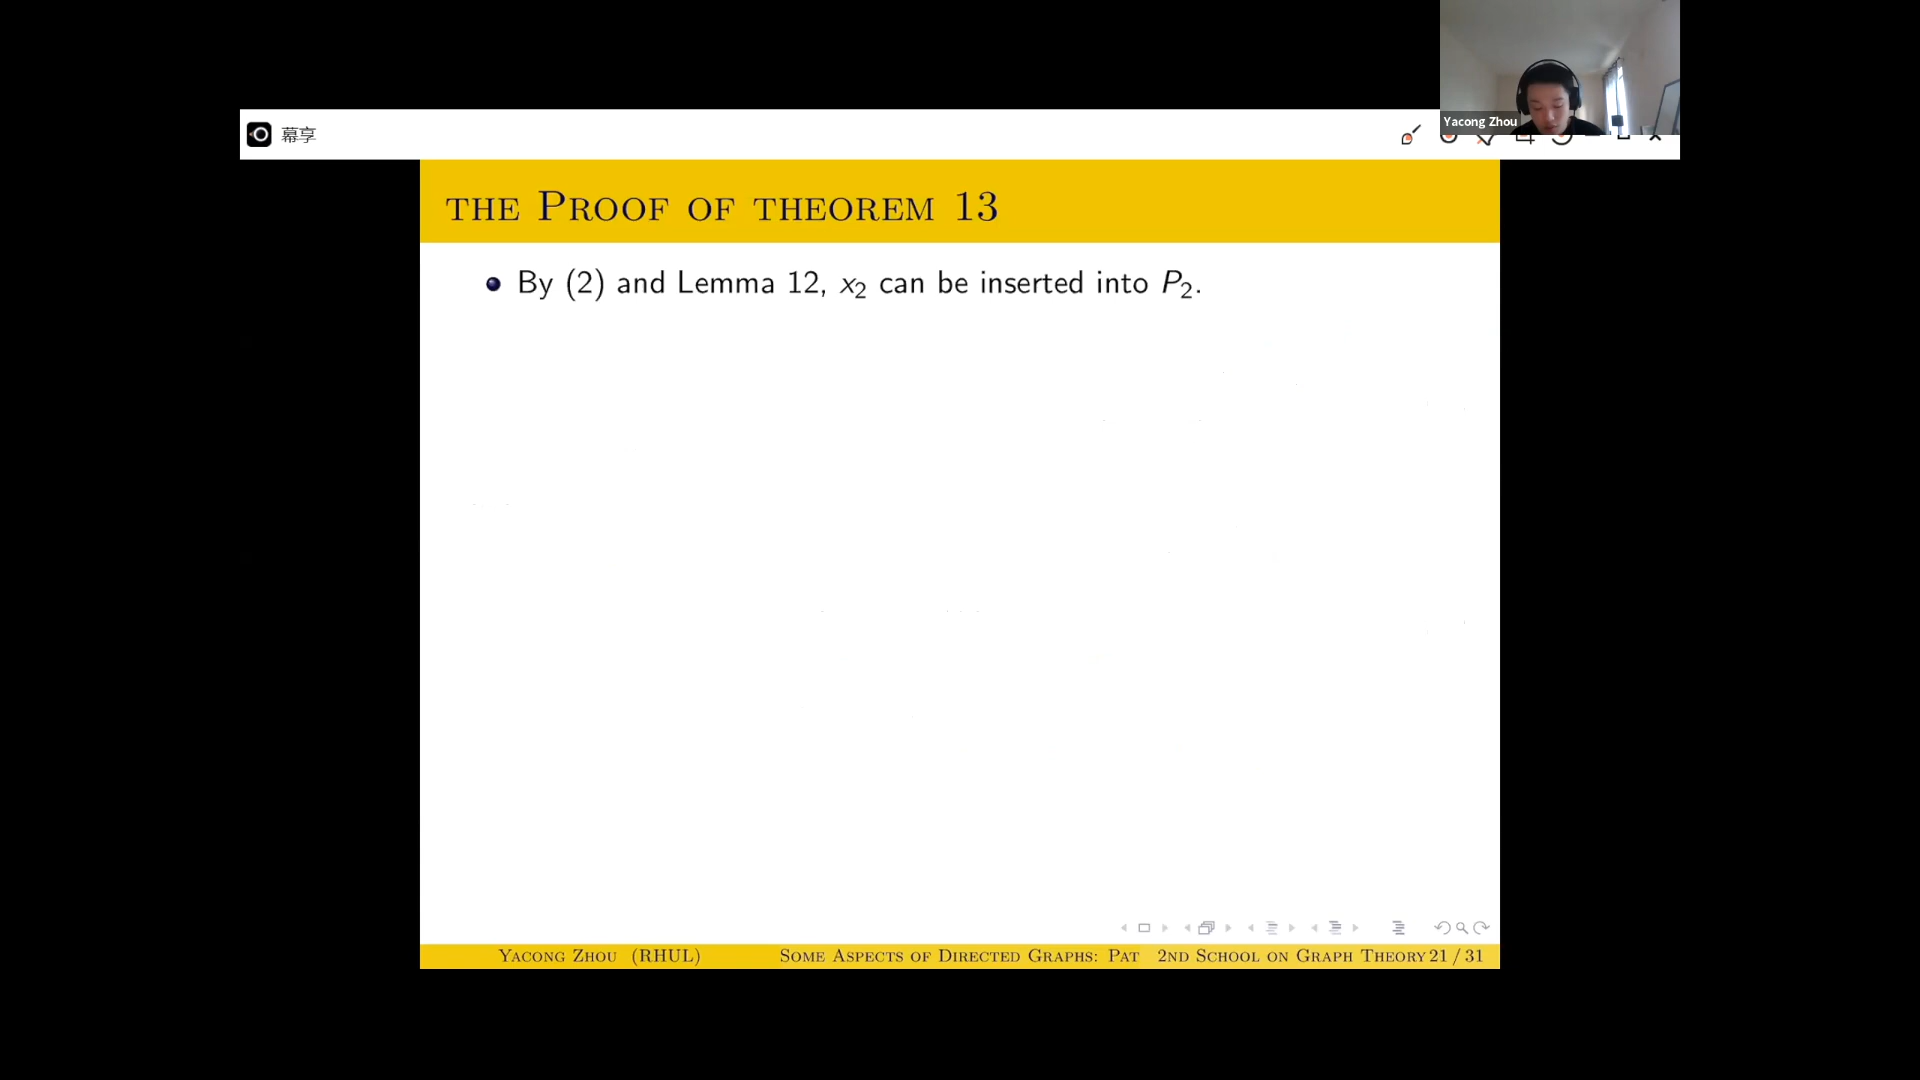 Yacong Zhou
幕享
THE PROOF OF THEOREM 13
By (2) and Lemma 12, x₂ can be inserted into P₂.
YACONG ZHOU (RHUL) SOME ASPECTS OF DIRECTED GRAPHS: PAT 2ND SCHOOL ON GRAPH THEORY 21 / 31